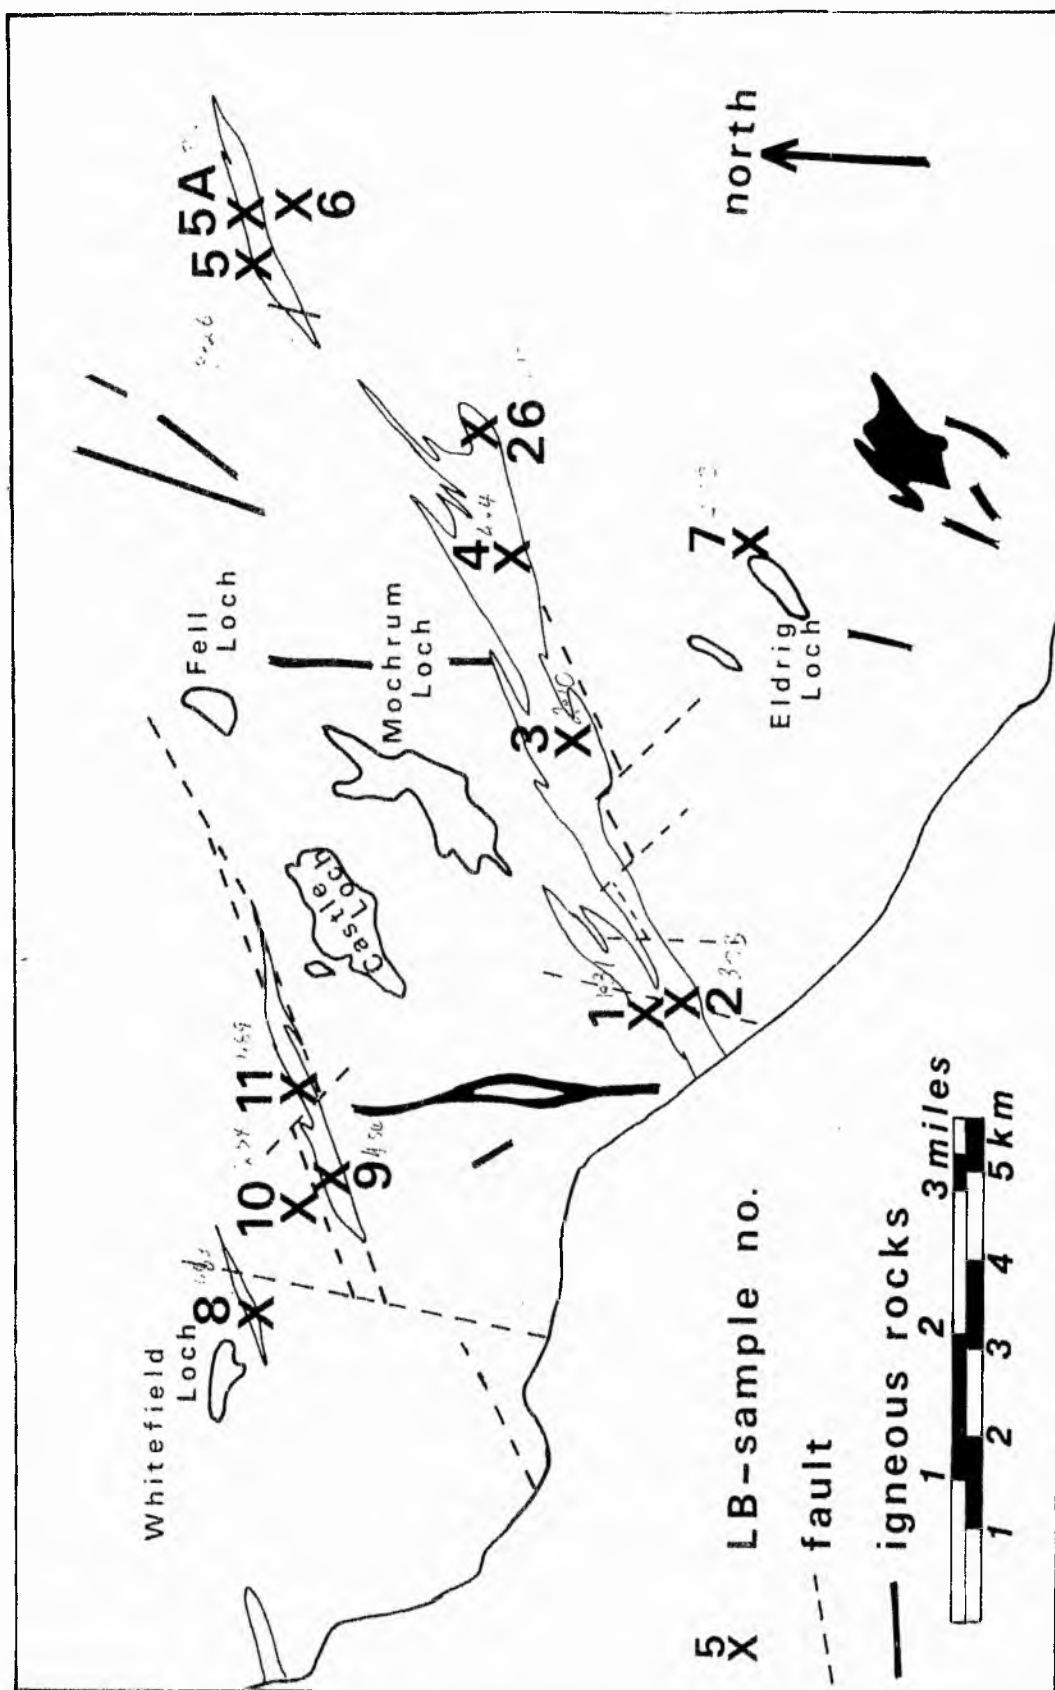 Whitefield
Loch
8
10
9
11
Castle
Loch
Fell
Loch
Mochrum
Loch
5
5A
6
26
4
3
1
2
7
Eldrig
Loch
north
5
X LB-sample no.
fault
igneous rocks
1 2 3 miles
1 2 3 4 5 km